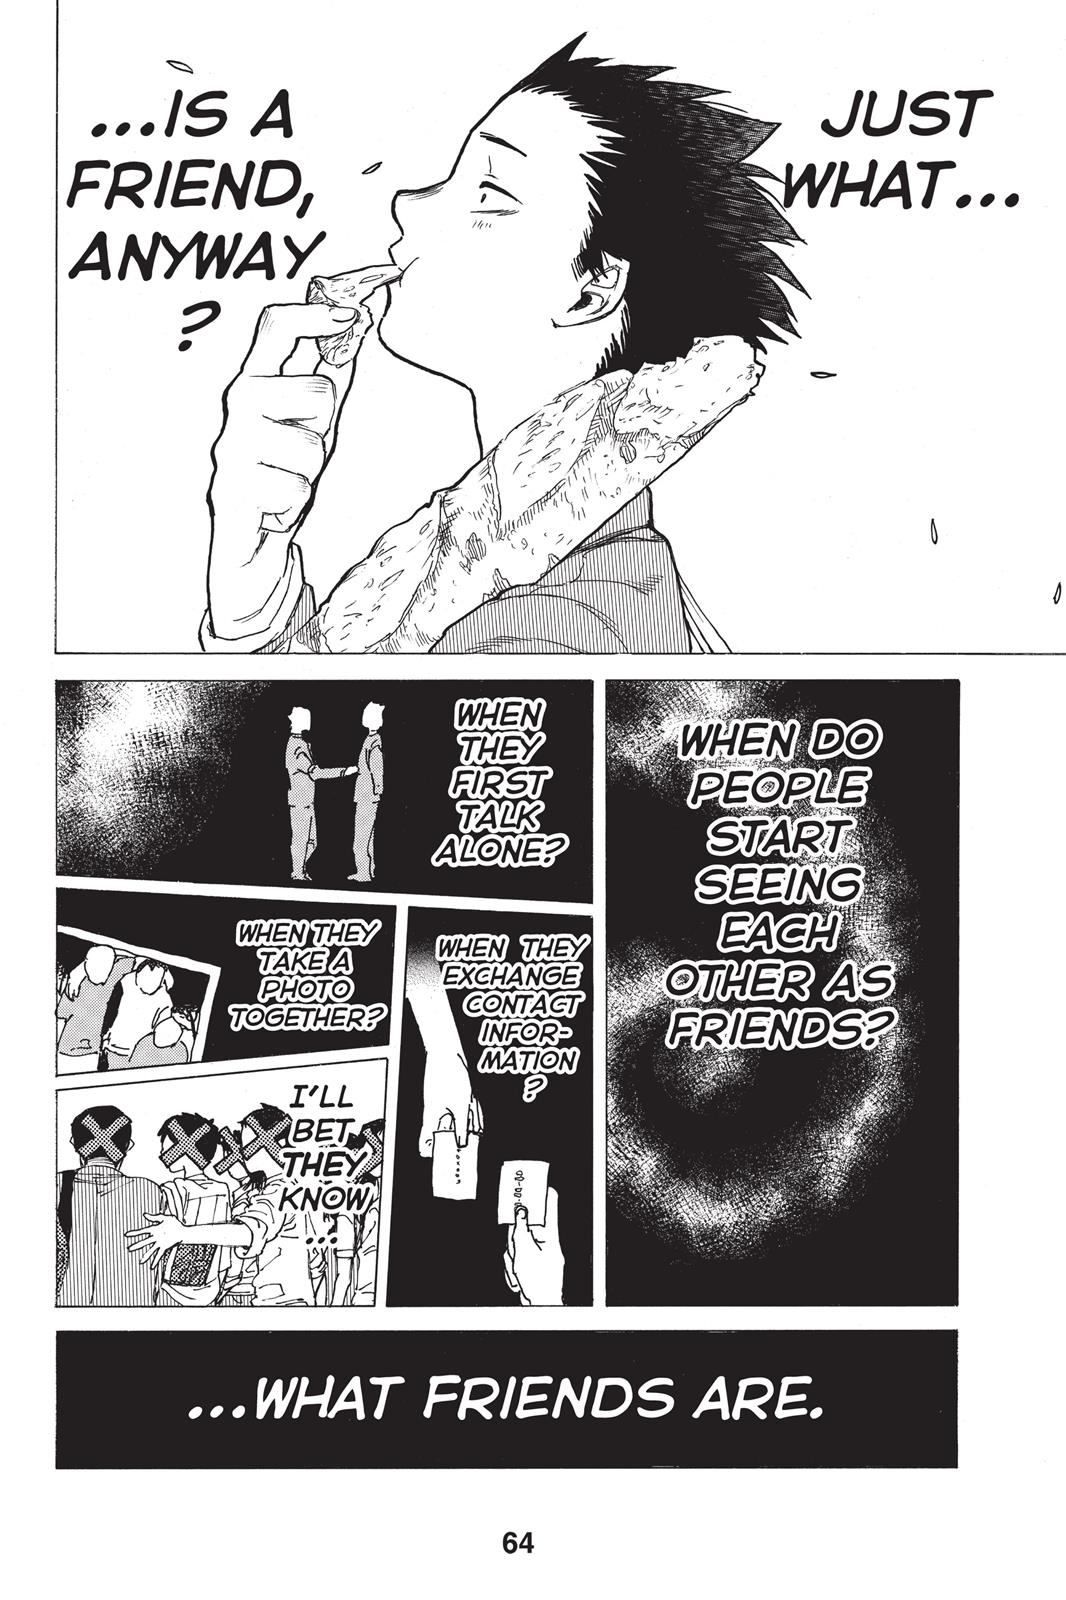 JUST
WHAT...
...IS A
FRIEND,
ANYWAY
?
WHEN DO
PEOPLE
START
SEEING
EACH
OTHER AS
FRIENDS?
WHEN
THEY
FIRST
TALK
ALONE?
WHEN THEY
EXCHANGE
CONTACT
INFOR-
MATION
?
WHEN THEY
TAKE A
PHOTO
TOGETHER?
I'LL
BET
THEY
KNOW
...
...WHAT FRIENDS ARE.
64